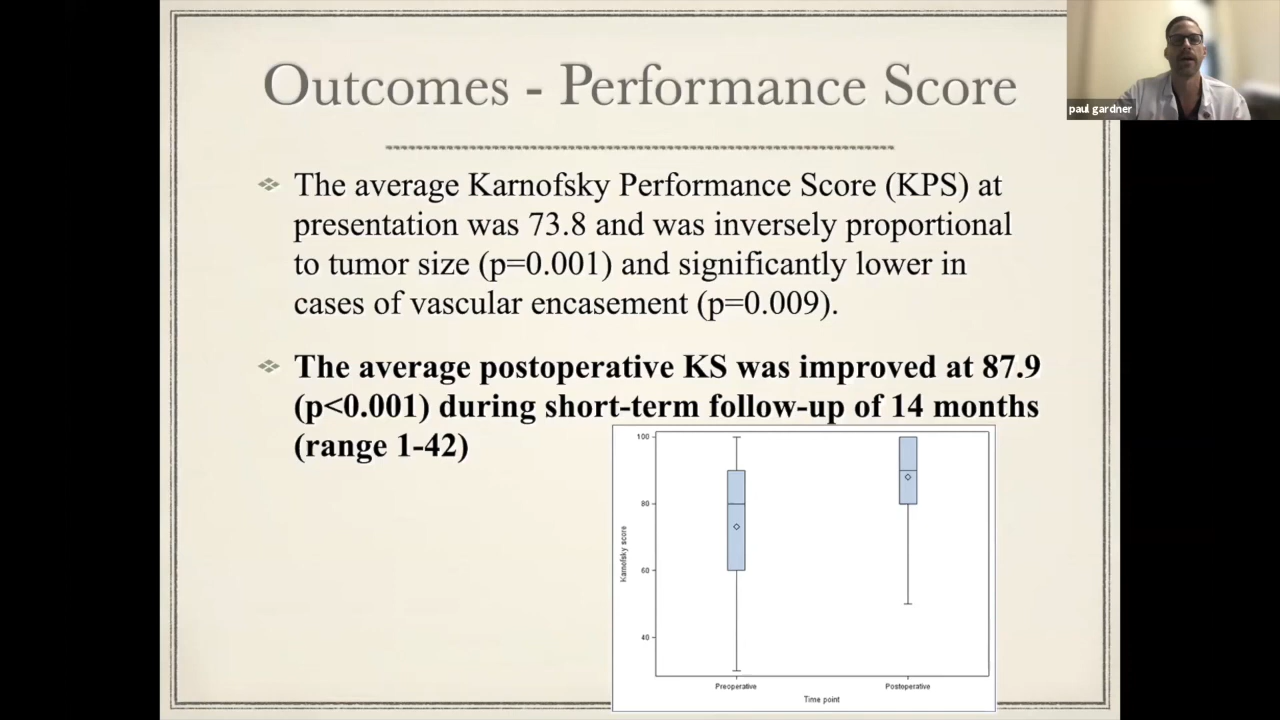 Outcomes - Performance Score
paul gardner
The average Karnofsky Performance Score (KPS) at
presentation was 73.8 and was inversely proportional
to tumor size (p=0.001) and significantly lower in
cases of vascular encasement (p=0.009).
The average postoperative KS was improved at 87.9
(p<0.001) during short-term follow-up of 14 months
(range 1-42)
100
80
60
40
Karnofsky score
Preoperative
Postoperative
Time point